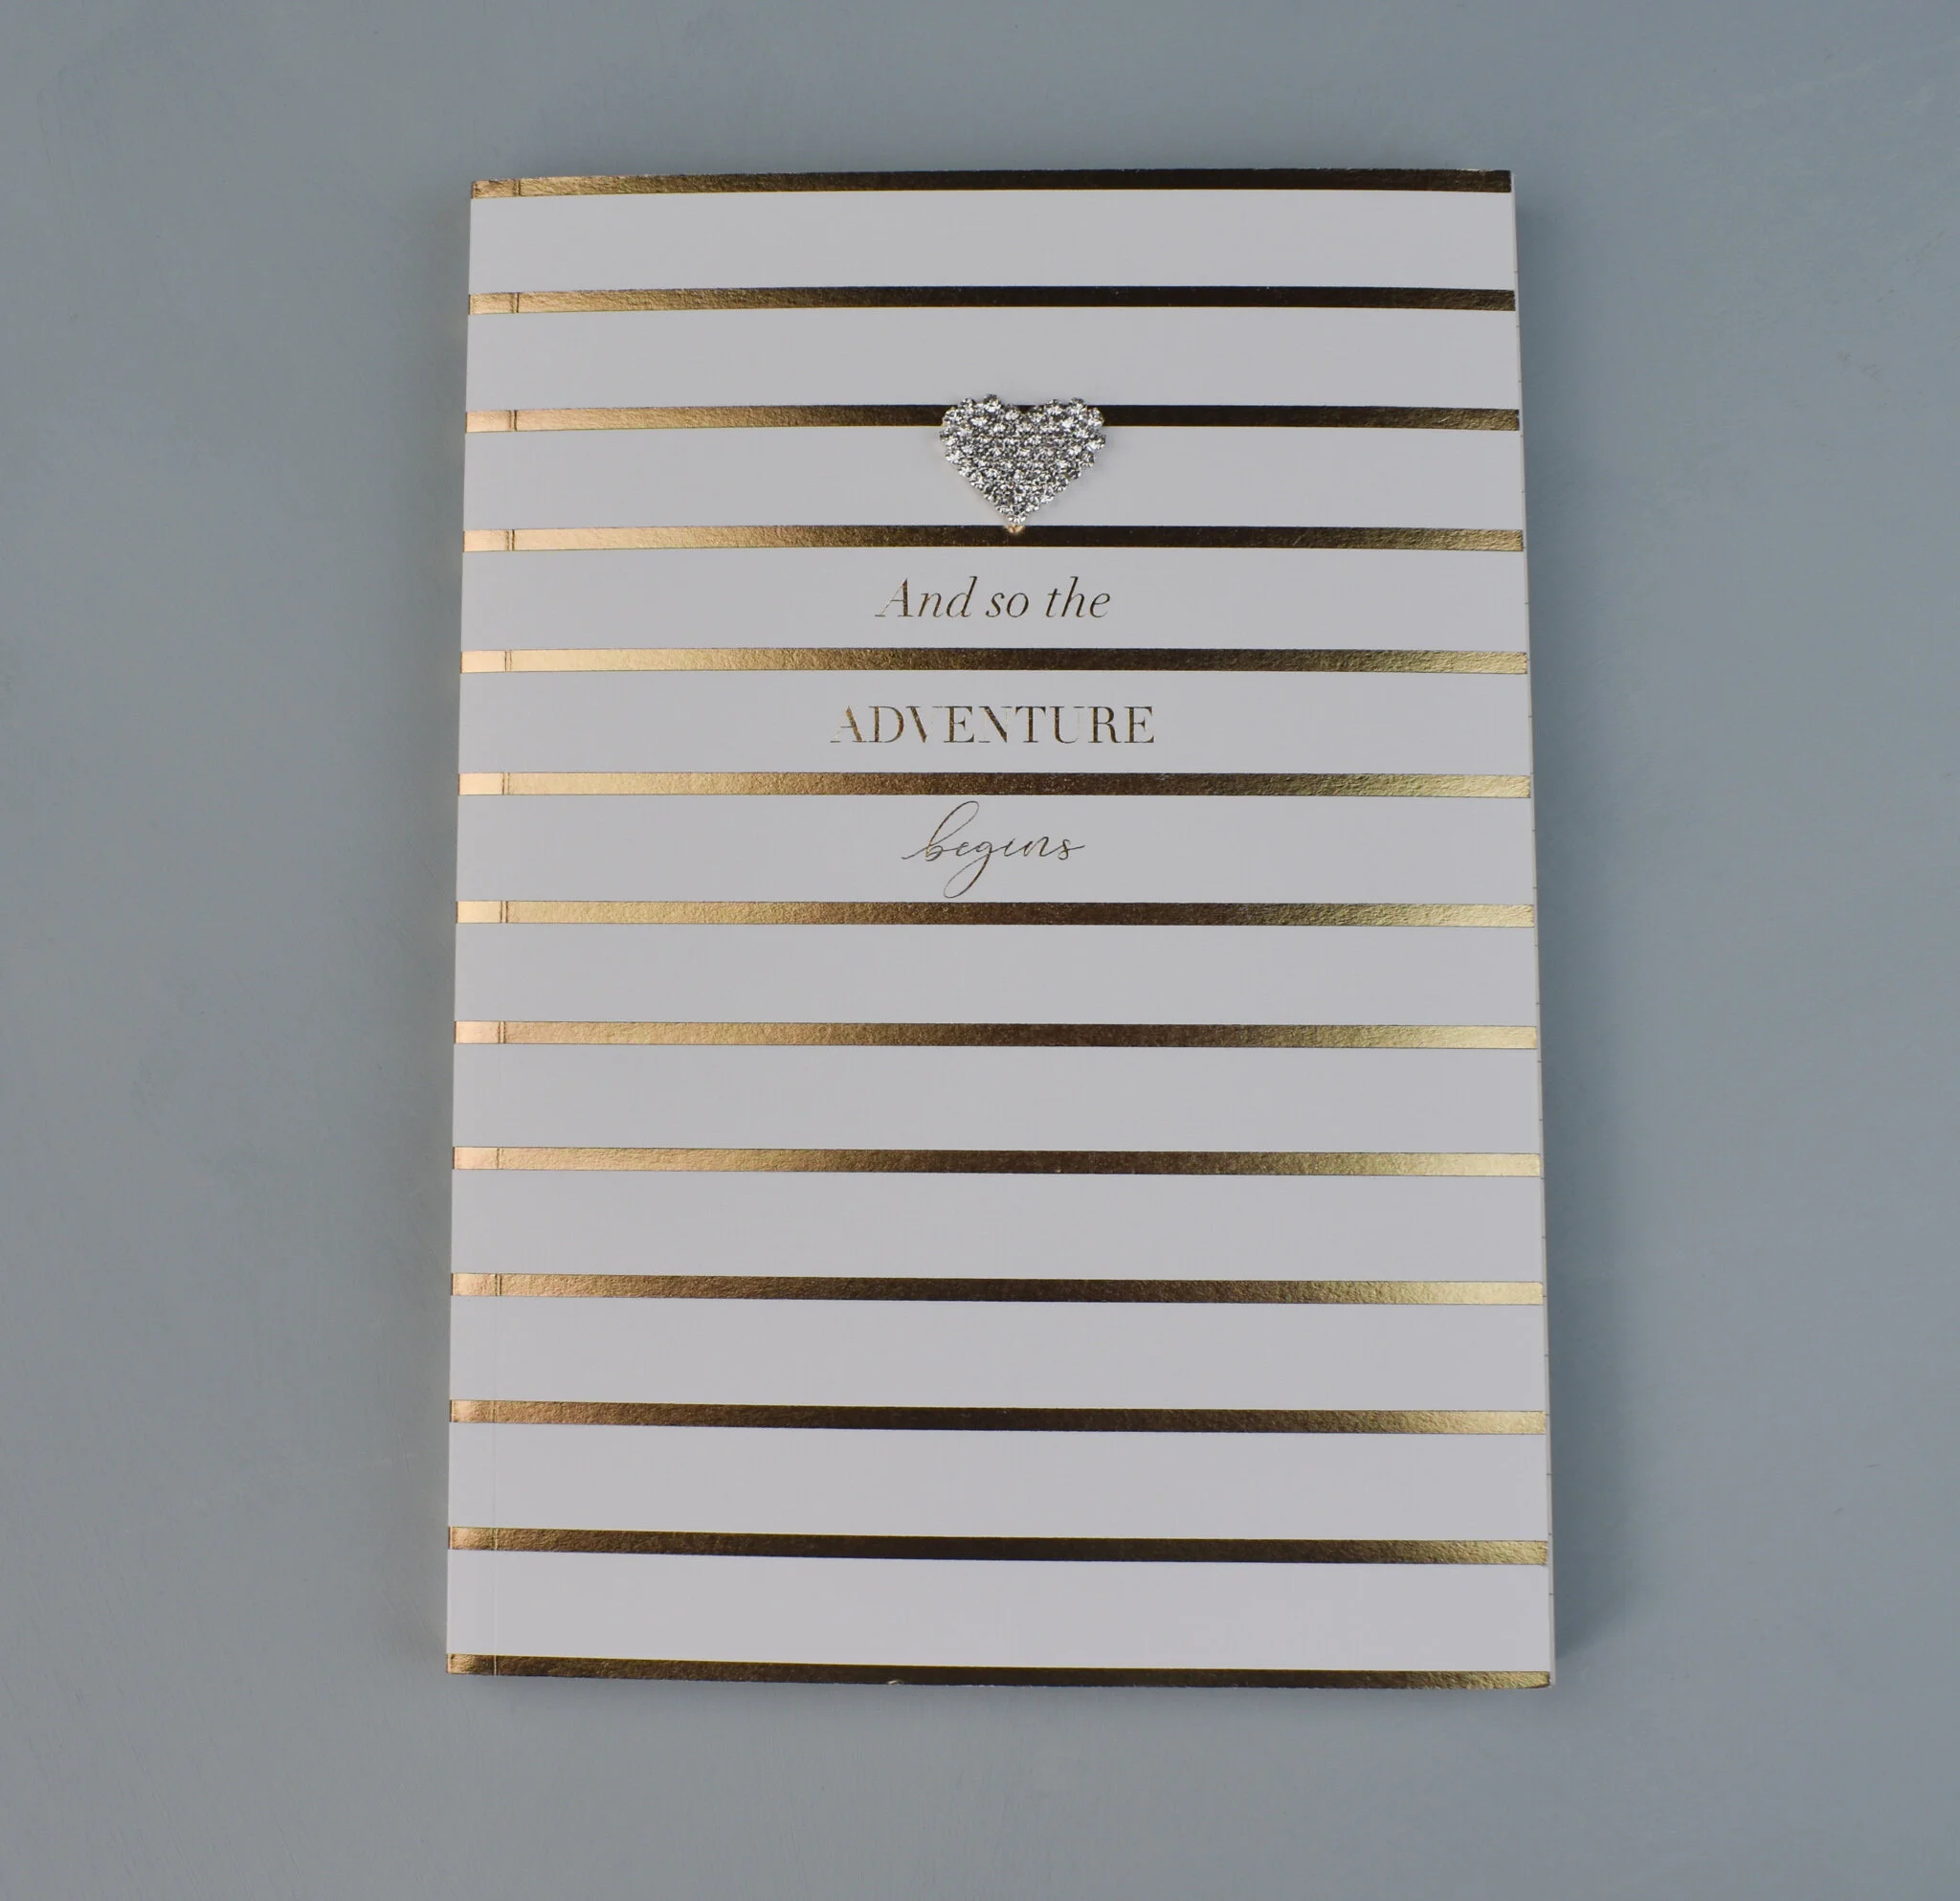 And so the
ADVENTURE
begins